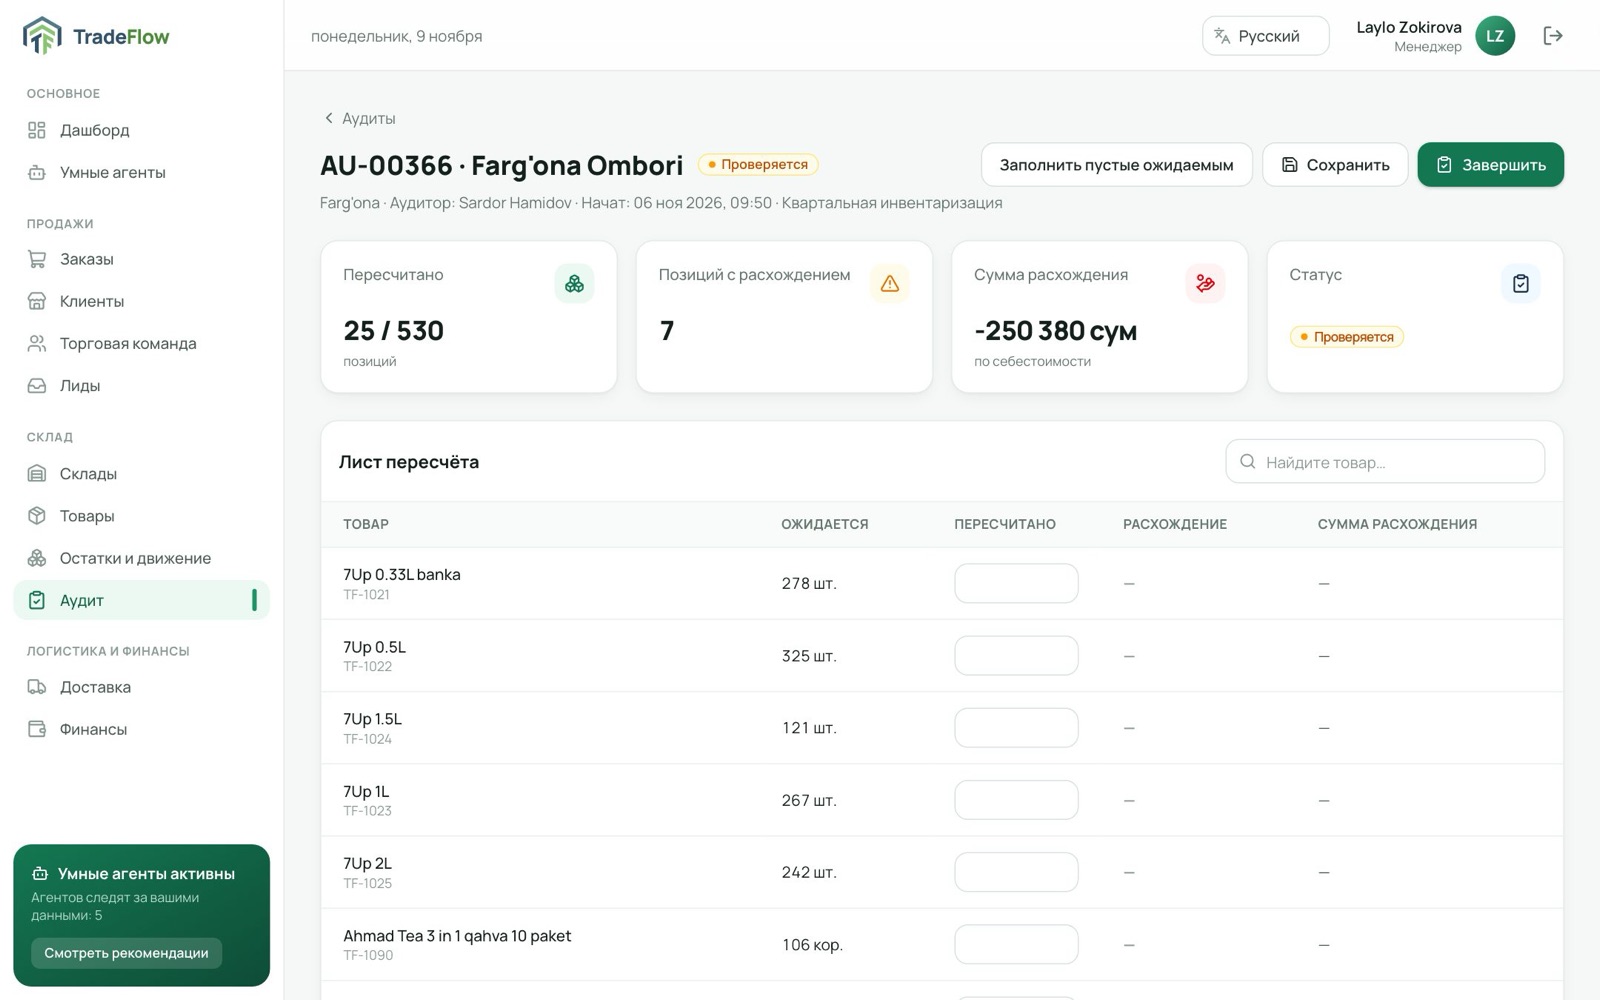 TradeFlow
понедельник, 9 ноября
Русский
Laylo Zokirova
Менеджер
LZ
ОСНОВНОЕ
Дашборд
Умные агенты
ПРОДАЖИ
Заказы
Клиенты
Торговая команда
Лиды
СКЛАД
Склады
Товары
Остатки и движение
Аудит
ЛОГИСТИКА И ФИНАНСЫ
Доставка
Финансы
Умные агенты активны
Агентов следят за вашими
данными: 5
Смотреть рекомендации
Аудиты
AU-00366 · Farg'ona Ombori
Проверяется
Заполнить пустые ожидаемым
Сохранить
Завершить
Farg'ona · Аудитор: Sardor Hamidov · Начат: 06 ноя 2026, 09:50 · Квартальная инвентаризация
Пересчитано
25 / 530
позиций
Позиций с расхождением
7
Сумма расхождения
-250 380 сум
по себестоимости
Статус
Проверяется
Лист пересчёта
Найдите товар...
ТОВАР ОЖИДАЕТСЯ ПЕРЕСЧИТАНО РАСХОЖДЕНИЕ СУММА РАСХОЖДЕНИЯ
7Up 0.33L banka
TF-1021
278 шт. — —
7Up 0.5L
TF-1022
325 шт. — —
7Up 1.5L
TF-1024
121 шт. — —
7Up 1L
TF-1023
267 шт. — —
7Up 2L
TF-1025
242 шт. — —
Ahmad Tea 3 in 1 qahva 10 paket
TF-1090
106 кор. — —